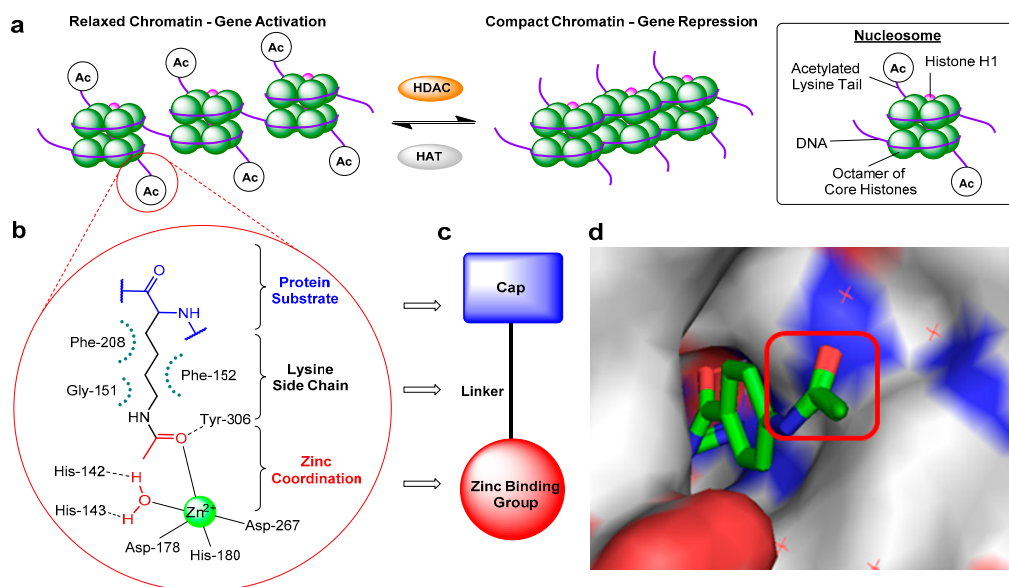 a
Relaxed Chromatin - Gene Activation
Compact Chromatin - Gene Repression
Ac
Ac
Ac
Ac
Ac
Ac
HDAC
HAT
Nucleosome
Ac
Histone H1
Acetylated
Lysine Tail
DNA
Octamer of
Core Histones
Ac
b
O
NH
Protein
Substrate
Phe-208
Phe-152
Gly-151
Lysine
Side Chain
HN
O
Tyr-306
His-142
H
O
His-143
H
Zn2+
Zinc
Coordination
Asp-267
Asp-178
His-180
c
Cap
Linker
Zinc Binding
Group
d